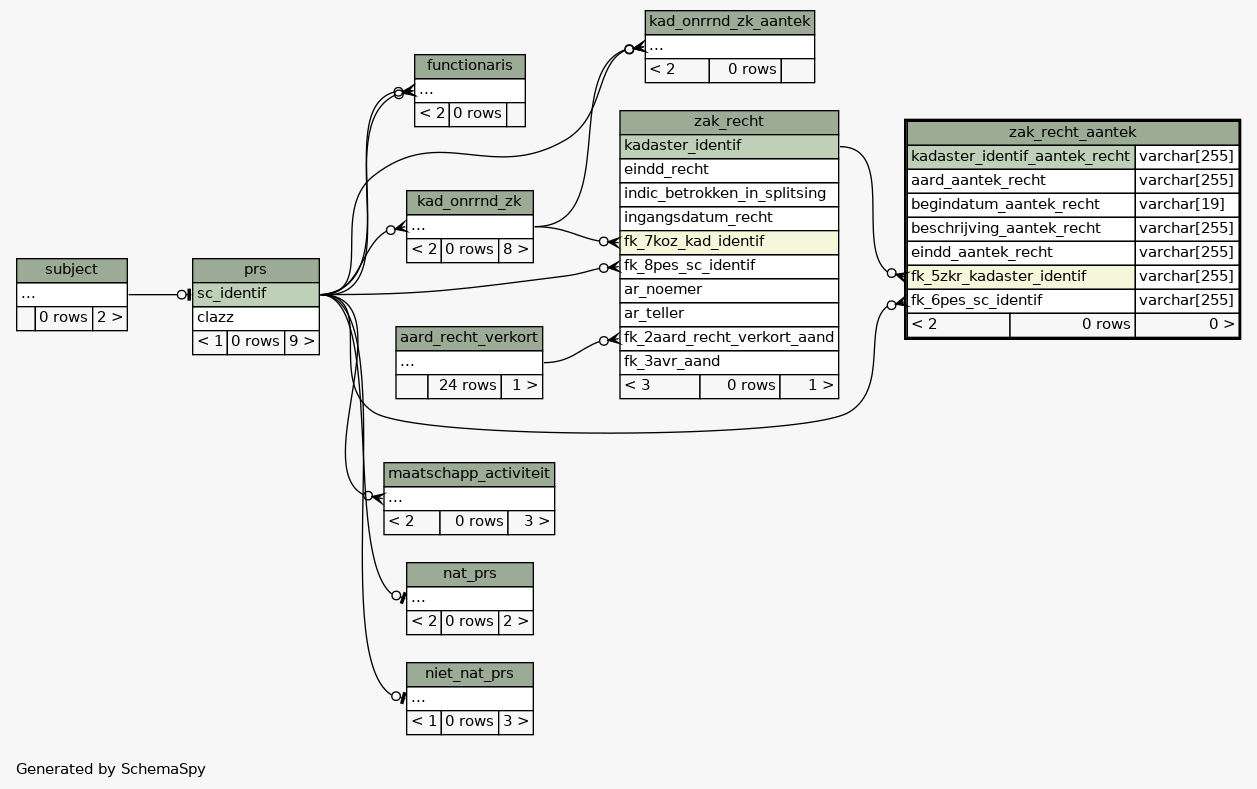 kad_onrrnd_zk_aantek
...
< 2 0 rows
functionaris
...
< 2 0 rows
zak_recht
kadaster_identif
eindd_recht
indic_betrokken_in_splitsing
ingangsdatum_recht
fk_7koz_kad_identif
fk_8pes_sc_identif
ar_noemer
ar_teller
fk_2aard_recht_verkort_aand
fk_3avr_aand
< 3 0 rows 1 >
zak_recht_aantek
kadaster_identif_aantek_recht varchar[255]
aard_aantek_recht varchar[255]
begindatum_aantek_recht varchar[19]
beschrijving_aantek_recht varchar[255]
eindd_aantek_recht varchar[255]
fk_5zkr_kadaster_identif varchar[255]
fk_6pes_sc_identif varchar[255]
< 2 0 rows 0 >
kad_onrrnd_zk
...
< 2 0 rows 8 >
subject
...
0 rows 2 >
prs
sc_identif
clazz
< 1 0 rows 9 >
aard_recht_verkort
...
24 rows 1 >
maatschapp_activiteit
...
< 2 0 rows 3 >
nat_prs
...
< 2 0 rows 2 >
niet_nat_prs
...
< 1 0 rows 3 >
Generated by SchemaSpy